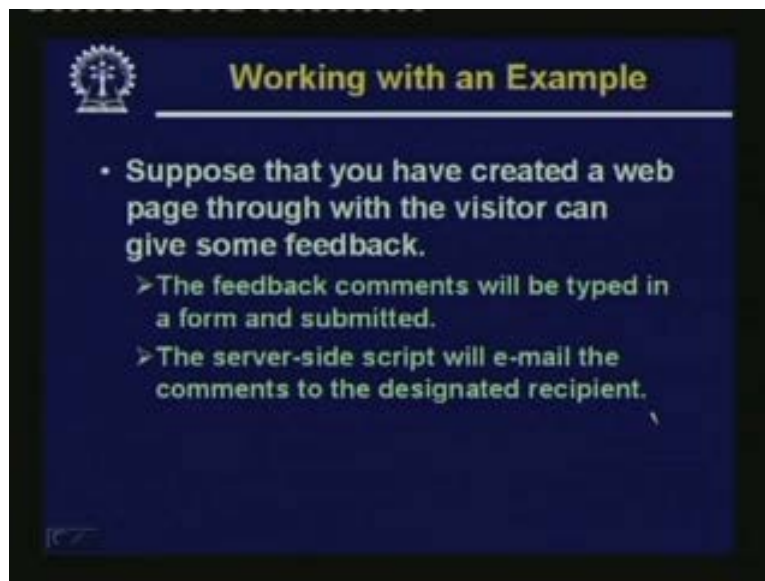 Working with an Example
• Suppose that you have created a web
page through with the visitor can
give some feedback.
➢The feedback comments will be typed in
a form and submitted.
➢The server-side script will e-mail the
comments to the designated recipient.